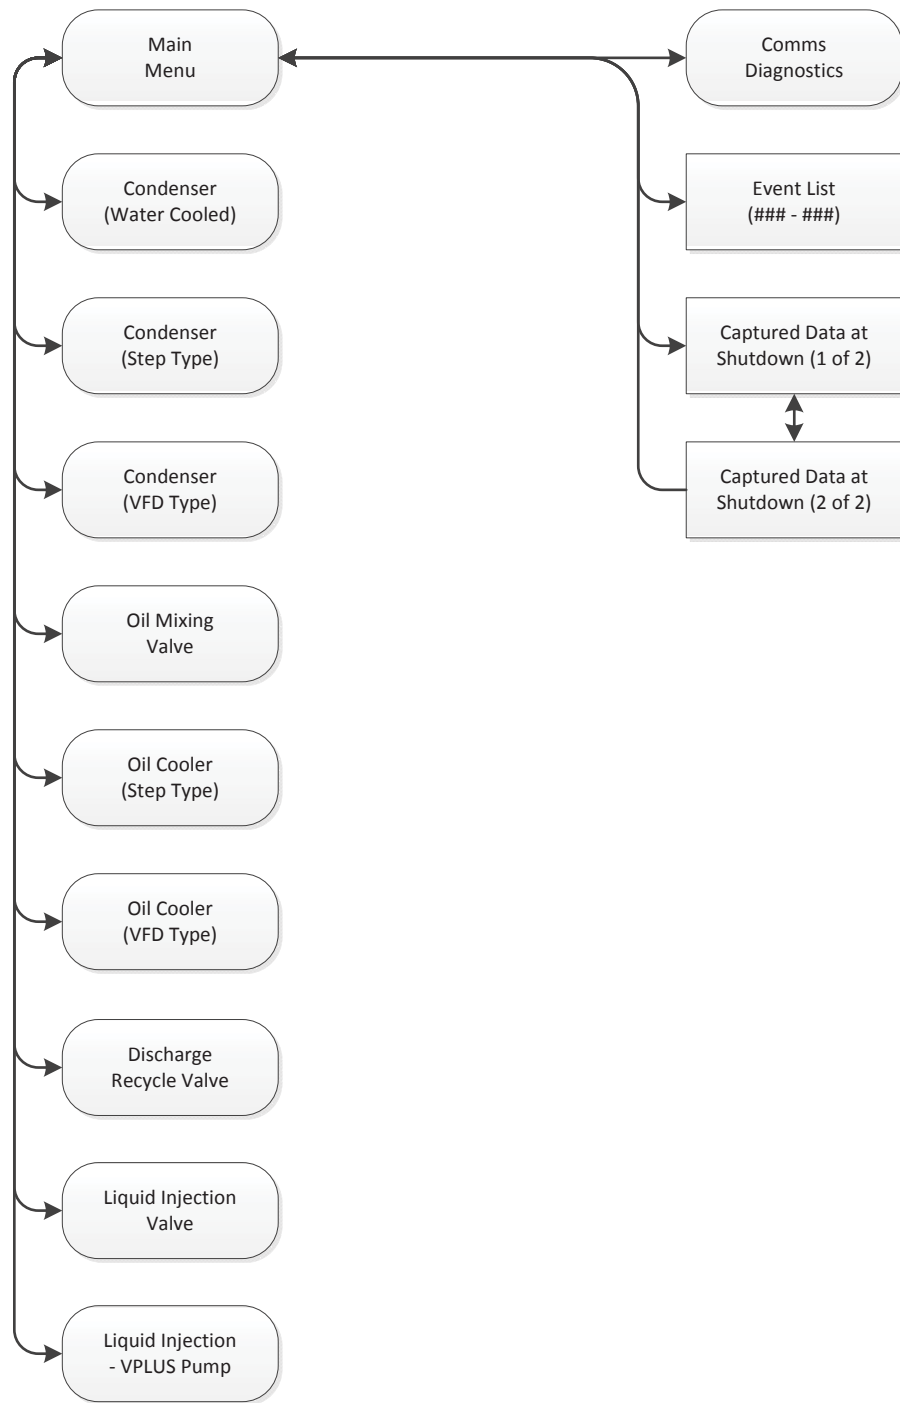 Main
Menu
Comms
Diagnostics
Condenser
(Water Cooled)
Event List
(### - ###)
Condenser
(Step Type)
Captured Data at
Shutdown (1 of 2)
Condenser
(VFD Type)
Captured Data at
Shutdown (2 of 2)
Oil Mixing
Valve
Oil Cooler
(Step Type)
Oil Cooler
(VFD Type)
Discharge
Recycle Valve
Liquid Injection
Valve
Liquid Injection
- VPLUS Pump